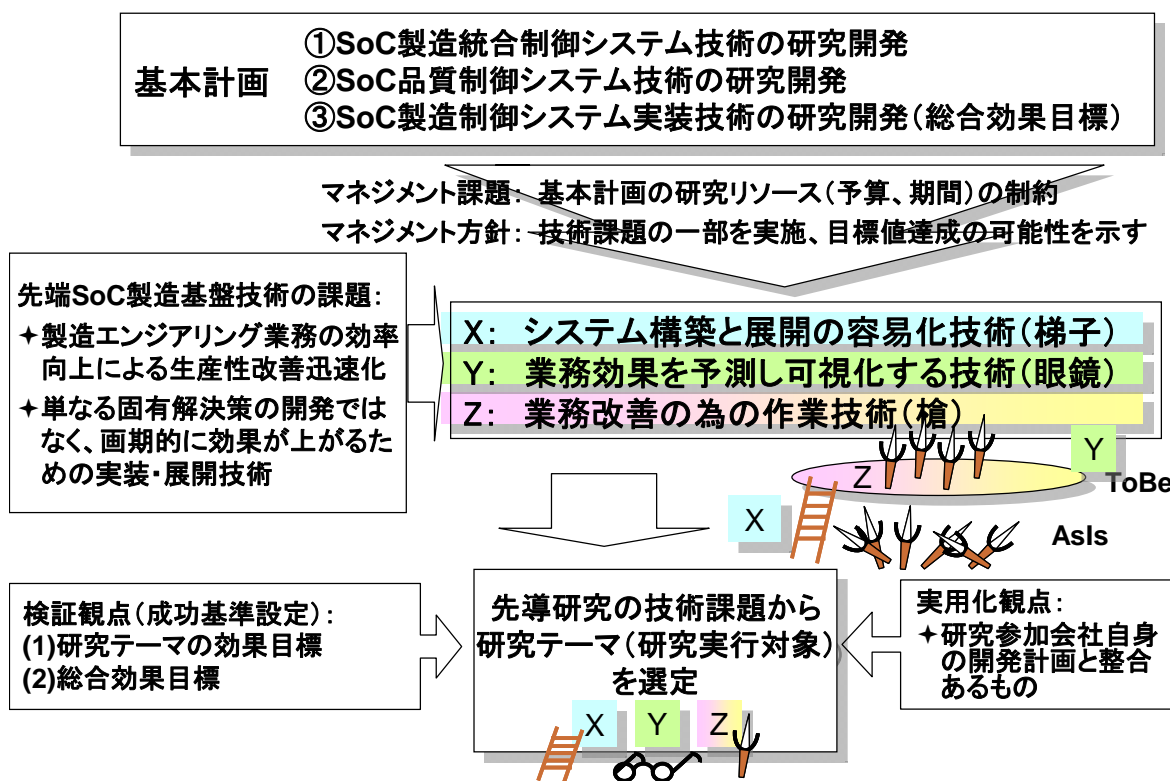 基本計画
①SoC製造統合制御システム技術の研究開発
②SoC品質制御システム技術の研究開発
③SoC製造制御システム実装技術の研究開発(総合効果目標)
マネジメント課題: 基本計画の研究リソース(予算、期間)の制約
マネジメント方針: 技術課題の一部を実施、目標値達成の可能性を示す
先端SoC製造基盤技術の課題:
製造エンジアリング業務の効率
向上による生産性改善迅速化
単なる固有解決策の開発では
なく、画期的に効果が上がるた
めの実装・展開技術
X: システム構築と展開の容易化技術(梯子)
Y: 業務効果を予測し可視化する技術(眼鏡)
Z: 業務改善の為の作業技術(槍)
Y
Z
ToBe
X
AsIs
検証観点(成功基準設定):
(1)研究テーマの効果目標
(2)総合効果目標
先導研究の技術課題から
研究テーマ(研究実行対象)
を選定
X Y Z
実用化観点:
研究参加会社自身
の開発計画と整合
あるもの